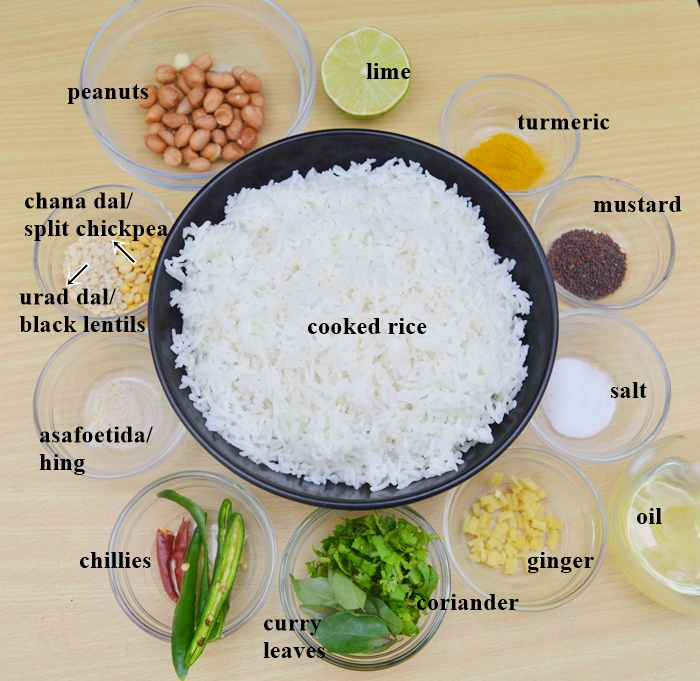 peanuts
lime
turmeric
chana dal/
split chickpea
mustard
urad dal/
black lentils
cooked rice
salt
asafoetida/
hing
oil
chillies
ginger
coriander
curry
leaves